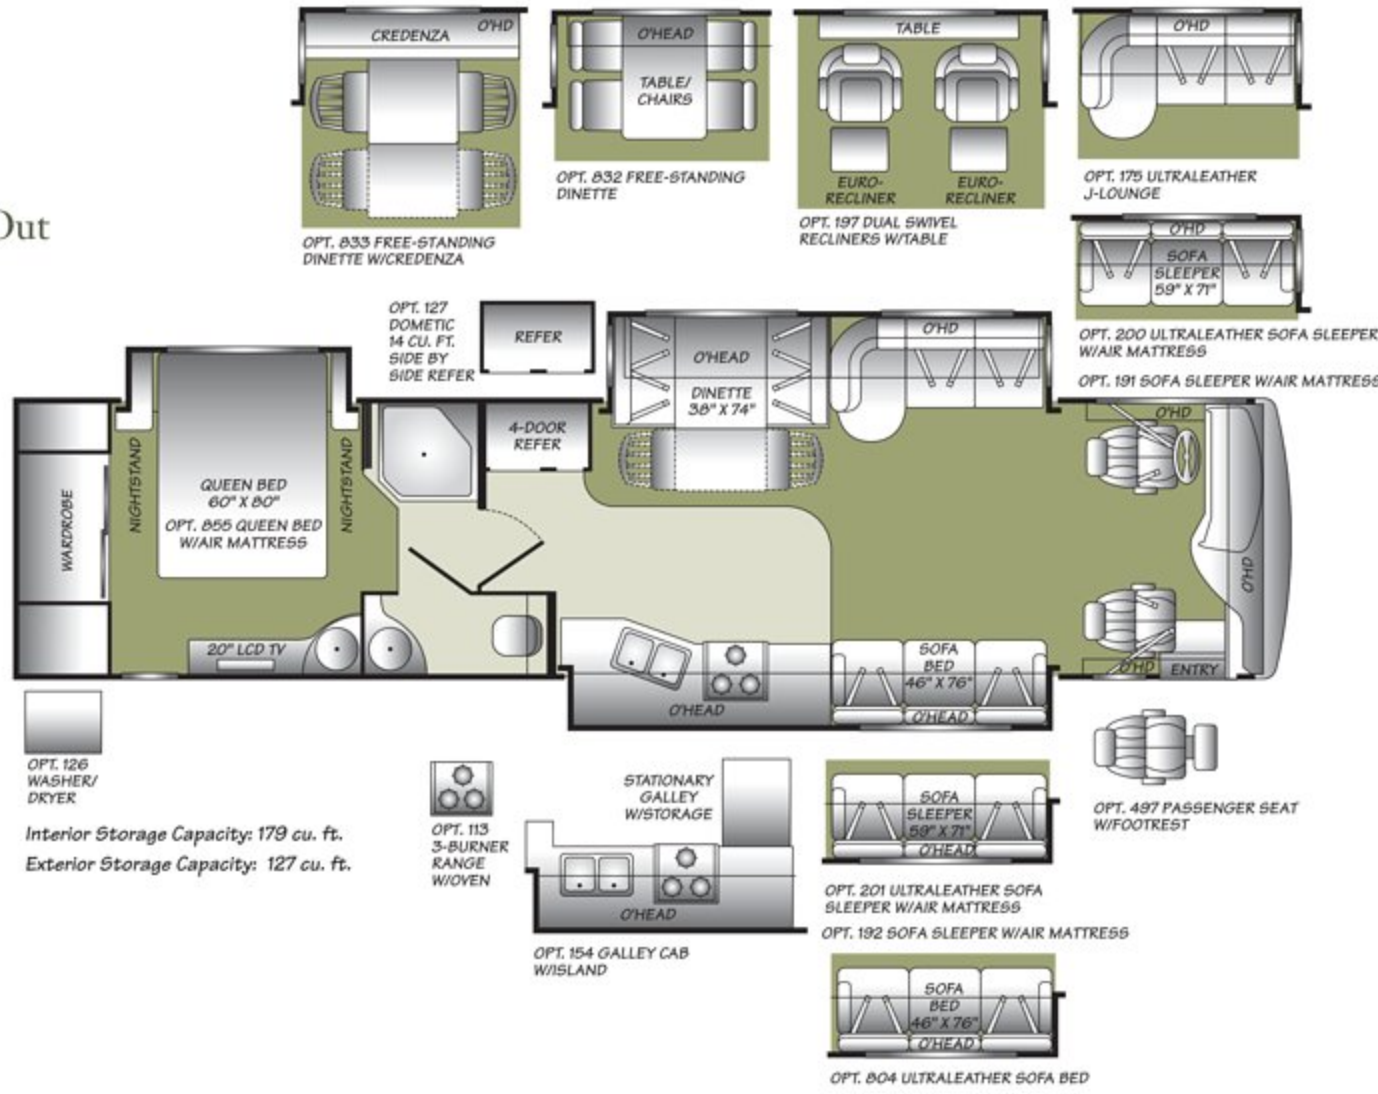 Out
CREDENZA
O'HD
OPT. 833 FREE-STANDING
DINETTE W/CREDENZA
O'HEAD
TABLE/
CHAIRS
OPT. 832 FREE-STANDING
DINETTE
TABLE
EURO-
RECLINER
EURO-
RECLINER
OPT. 197 DUAL SWIVEL
RECLINERS W/TABLE
O'HD
OPT. 175 ULTRALEATHER
J-LOUNGE
O'HD
SOFA
SLEEPER
59" X 71"
OPT. 200 ULTRALEATHER SOFA SLEEPER
W/AIR MATTRESS
OPT. 191 SOFA SLEEPER W/AIR MATTRESS
OPT. 127
DOMETIC
14 CU. FT.
SIDE BY
SIDE REFER
REFER
4-DOOR
REFER
O'HEAD
DINETTE
38" X 74"
O'HD
O'HD
WARDROBE
NIGHTSTAND
QUEEN BED
60" X 80"
OPT. 855 QUEEN BED
W/AIR MATTRESS
NIGHTSTAND
20" LCD TV
O'HEAD
SOFA
BED
46" X 76"
O'HEAD
O'HD
O'HD
ENTRY
OPT. 126
WASHER/
DRYER
Interior Storage Capacity: 179 cu. ft.
Exterior Storage Capacity: 127 cu. ft.
OPT. 113
3-BURNER
RANGE
W/OVEN
STATIONARY
GALLEY
W/STORAGE
O'HEAD
OPT. 154 GALLEY CAB
W/ISLAND
SOFA
SLEEPER
59" X 71"
O'HEAD
OPT. 201 ULTRALEATHER SOFA
SLEEPER W/AIR MATTRESS
OPT. 192 SOFA SLEEPER W/AIR MATTRESS
OPT. 497 PASSENGER SEAT
W/FOOTREST
SOFA
BED
46" X 76"
O'HEAD
OPT. 804 ULTRALEATHER SOFA BED